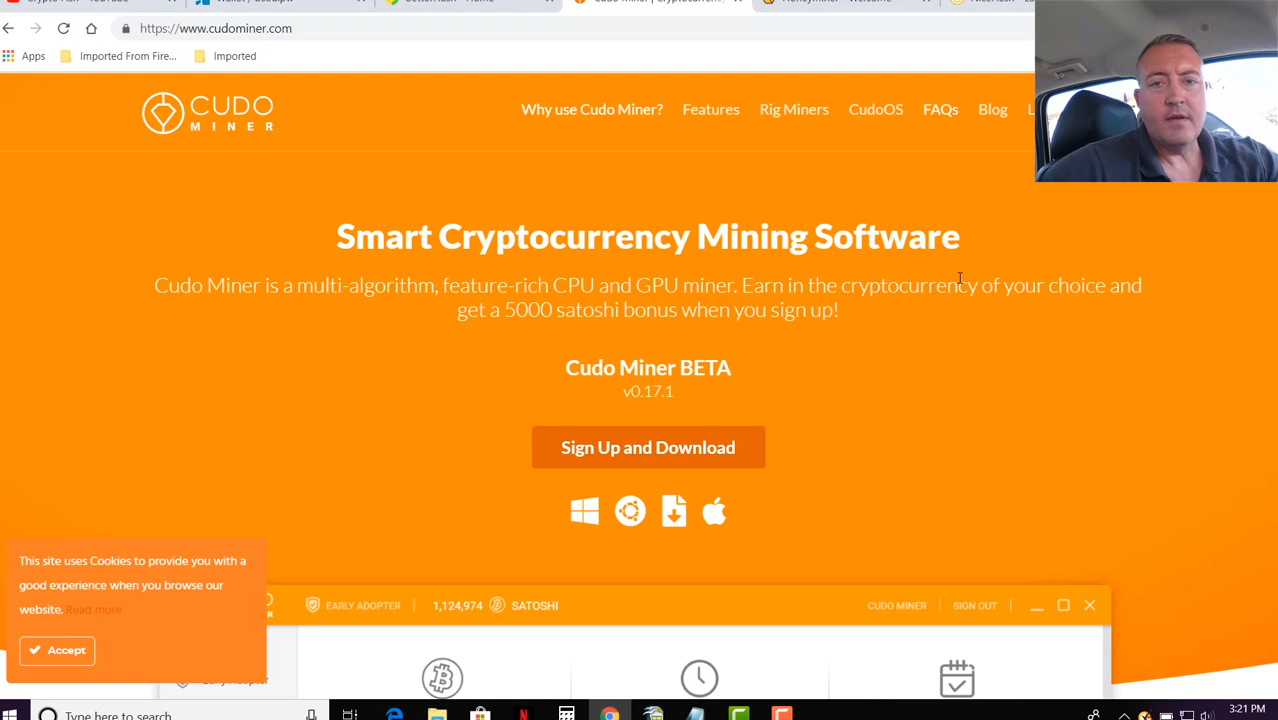 https://www.cudominer.com
Apps Imported From Fire... Imported
CUDO
MINER
Why use Cudo Miner? Features Rig Miners CudoOS FAQs Blog
Smart Cryptocurrency Mining Software
Cudo Miner is a multi-algorithm, feature-rich CPU and GPU miner. Earn in the cryptocurrency of your choice and
get a 5000 satoshi bonus when you sign up!
Cudo Miner BETA
v0.17.1
Sign Up and Download
This site uses Cookies to provide you with a
good experience when you browse our
website. Read more
Accept
EARLY ADOPTER 1,124,974 SATOSHI CUDO MINER SIGN OUT
Type here to search
3:21 PM